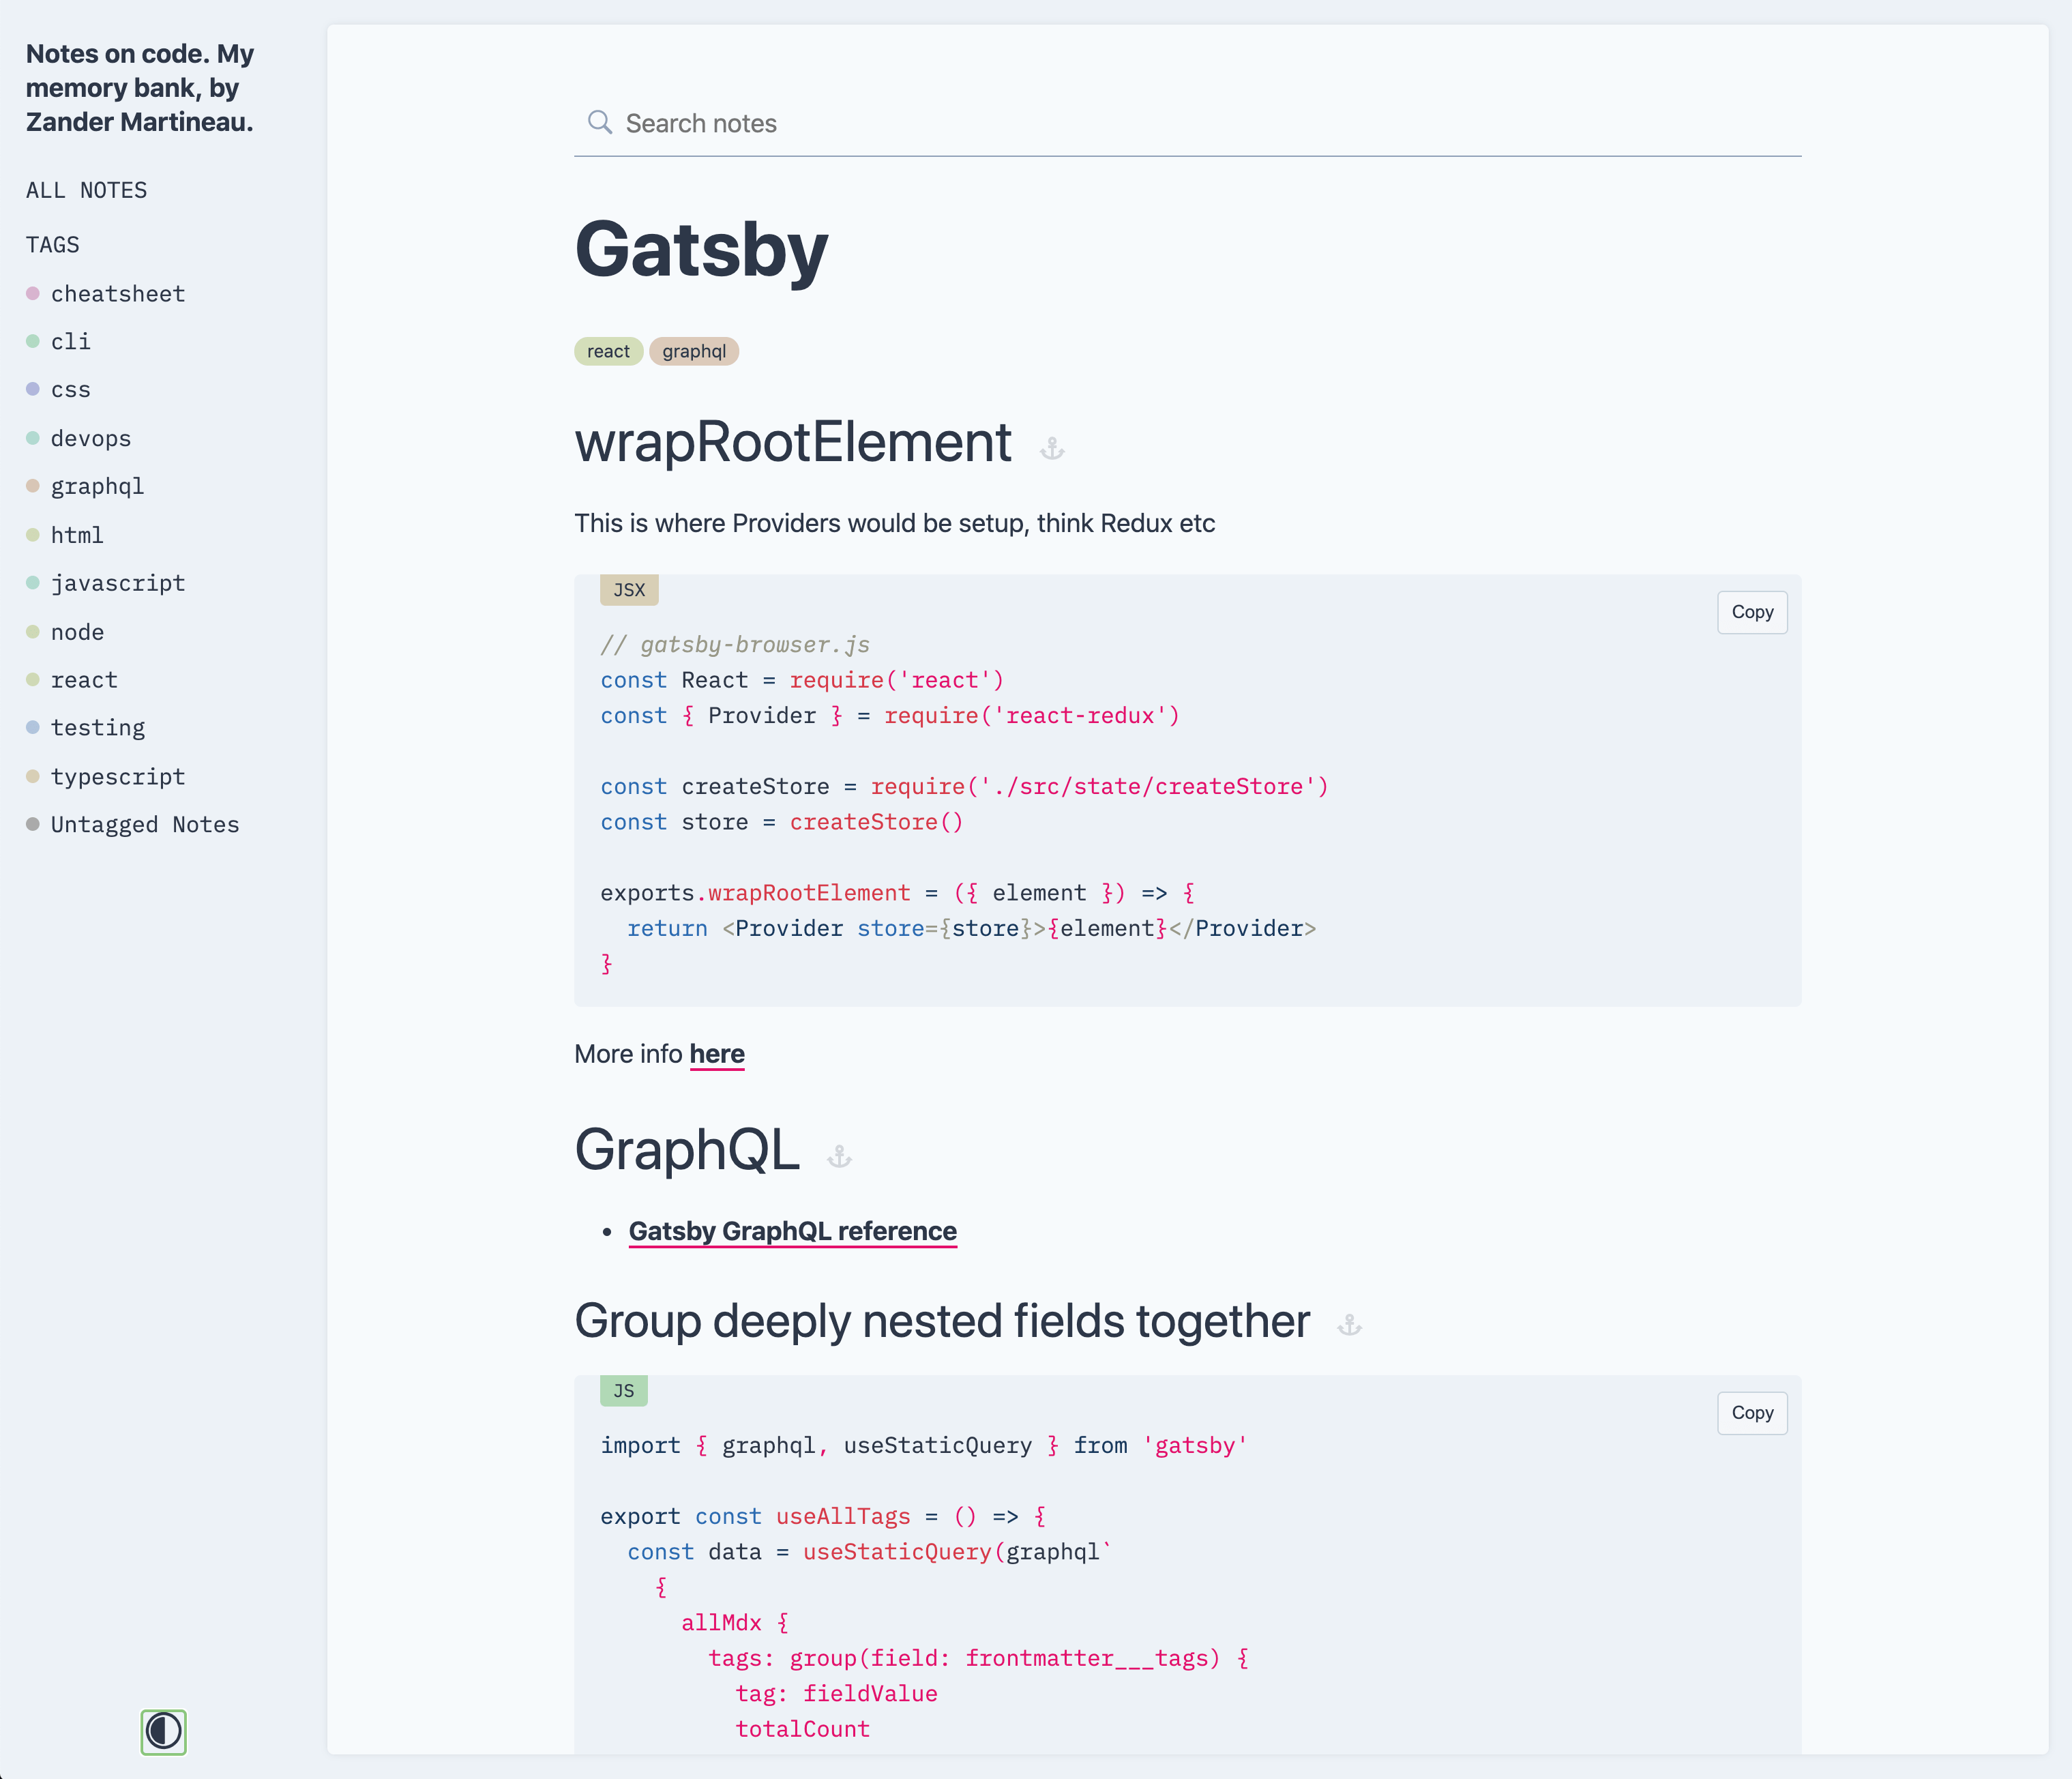 Notes on code. My
memory bank, by
Zander Martineau.
ALL NOTES
TAGS
cheatsheet
cli
css
devops
graphql
html
javascript
node
react
testing
typescript
Untagged Notes
Search notes
Gatsby
react graphql
wrapRootElement
This is where Providers would be setup, think Redux etc
JSX
Copy
// gatsby-browser.js
const React = require('react')
const { Provider } = require('react-redux')
const createStore = require('./src/state/createStore')
const store = createStore()
exports.wrapRootElement = ({ element }) => {
  return <Provider store={store}>{element}</Provider>
}
More info here
GraphQL
• Gatsby GraphQL reference
Group deeply nested fields together
JS
Copy
import { graphql, useStaticQuery } from 'gatsby'
export const useAllTags = () => {
  const data = useStaticQuery(graphql`
    {
      allMdx {
        tags: group(field: frontmatter___tags) {
          tag: fieldValue
          totalCount